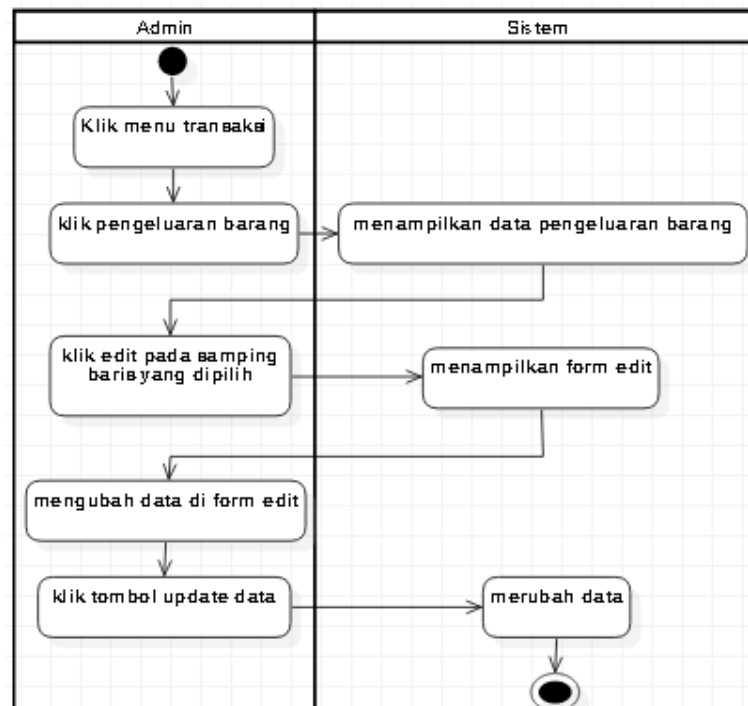 Admin
Sistem
Klik menu transaksi
klik pengeluaran barang
menampilkan data pengeluaran barang
klik edit pada samping
baris yang dipilih
menampilkan form edit
mengubah data di form edit
klik tombol update data
merubah data